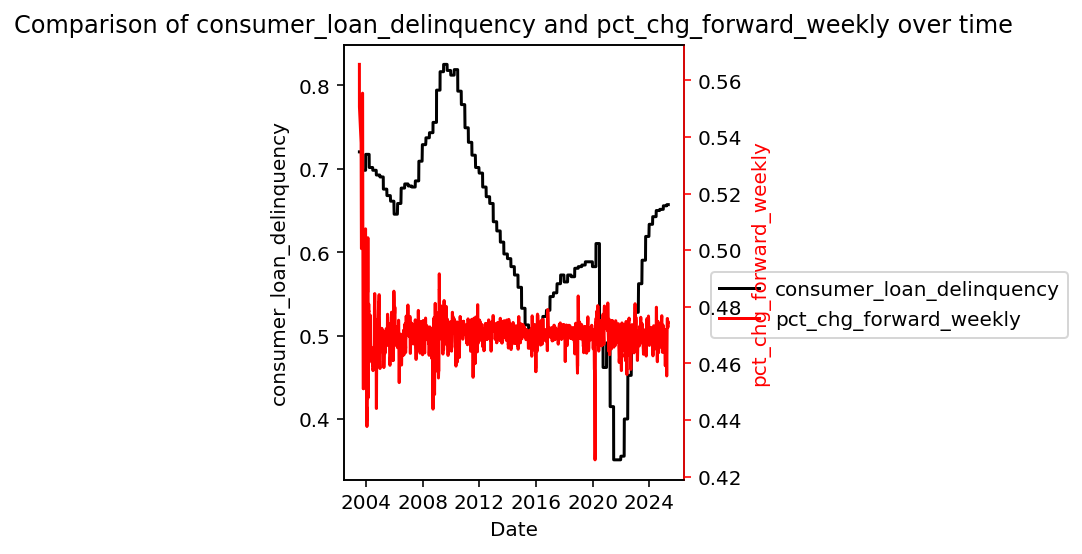 Comparison of consumer_loan_delinquency and pct_chg_forward_weekly over time
consumer_loan_delinquency
0.8
0.7
0.6
0.5
0.4
0.56
0.54
0.52
0.50
0.48
0.46
0.44
0.42
pct_chg_forward_weekly
consumer_loan_delinquency
pct_chg_forward_weekly
2004 2008 2012 2016 2020 2024
Date